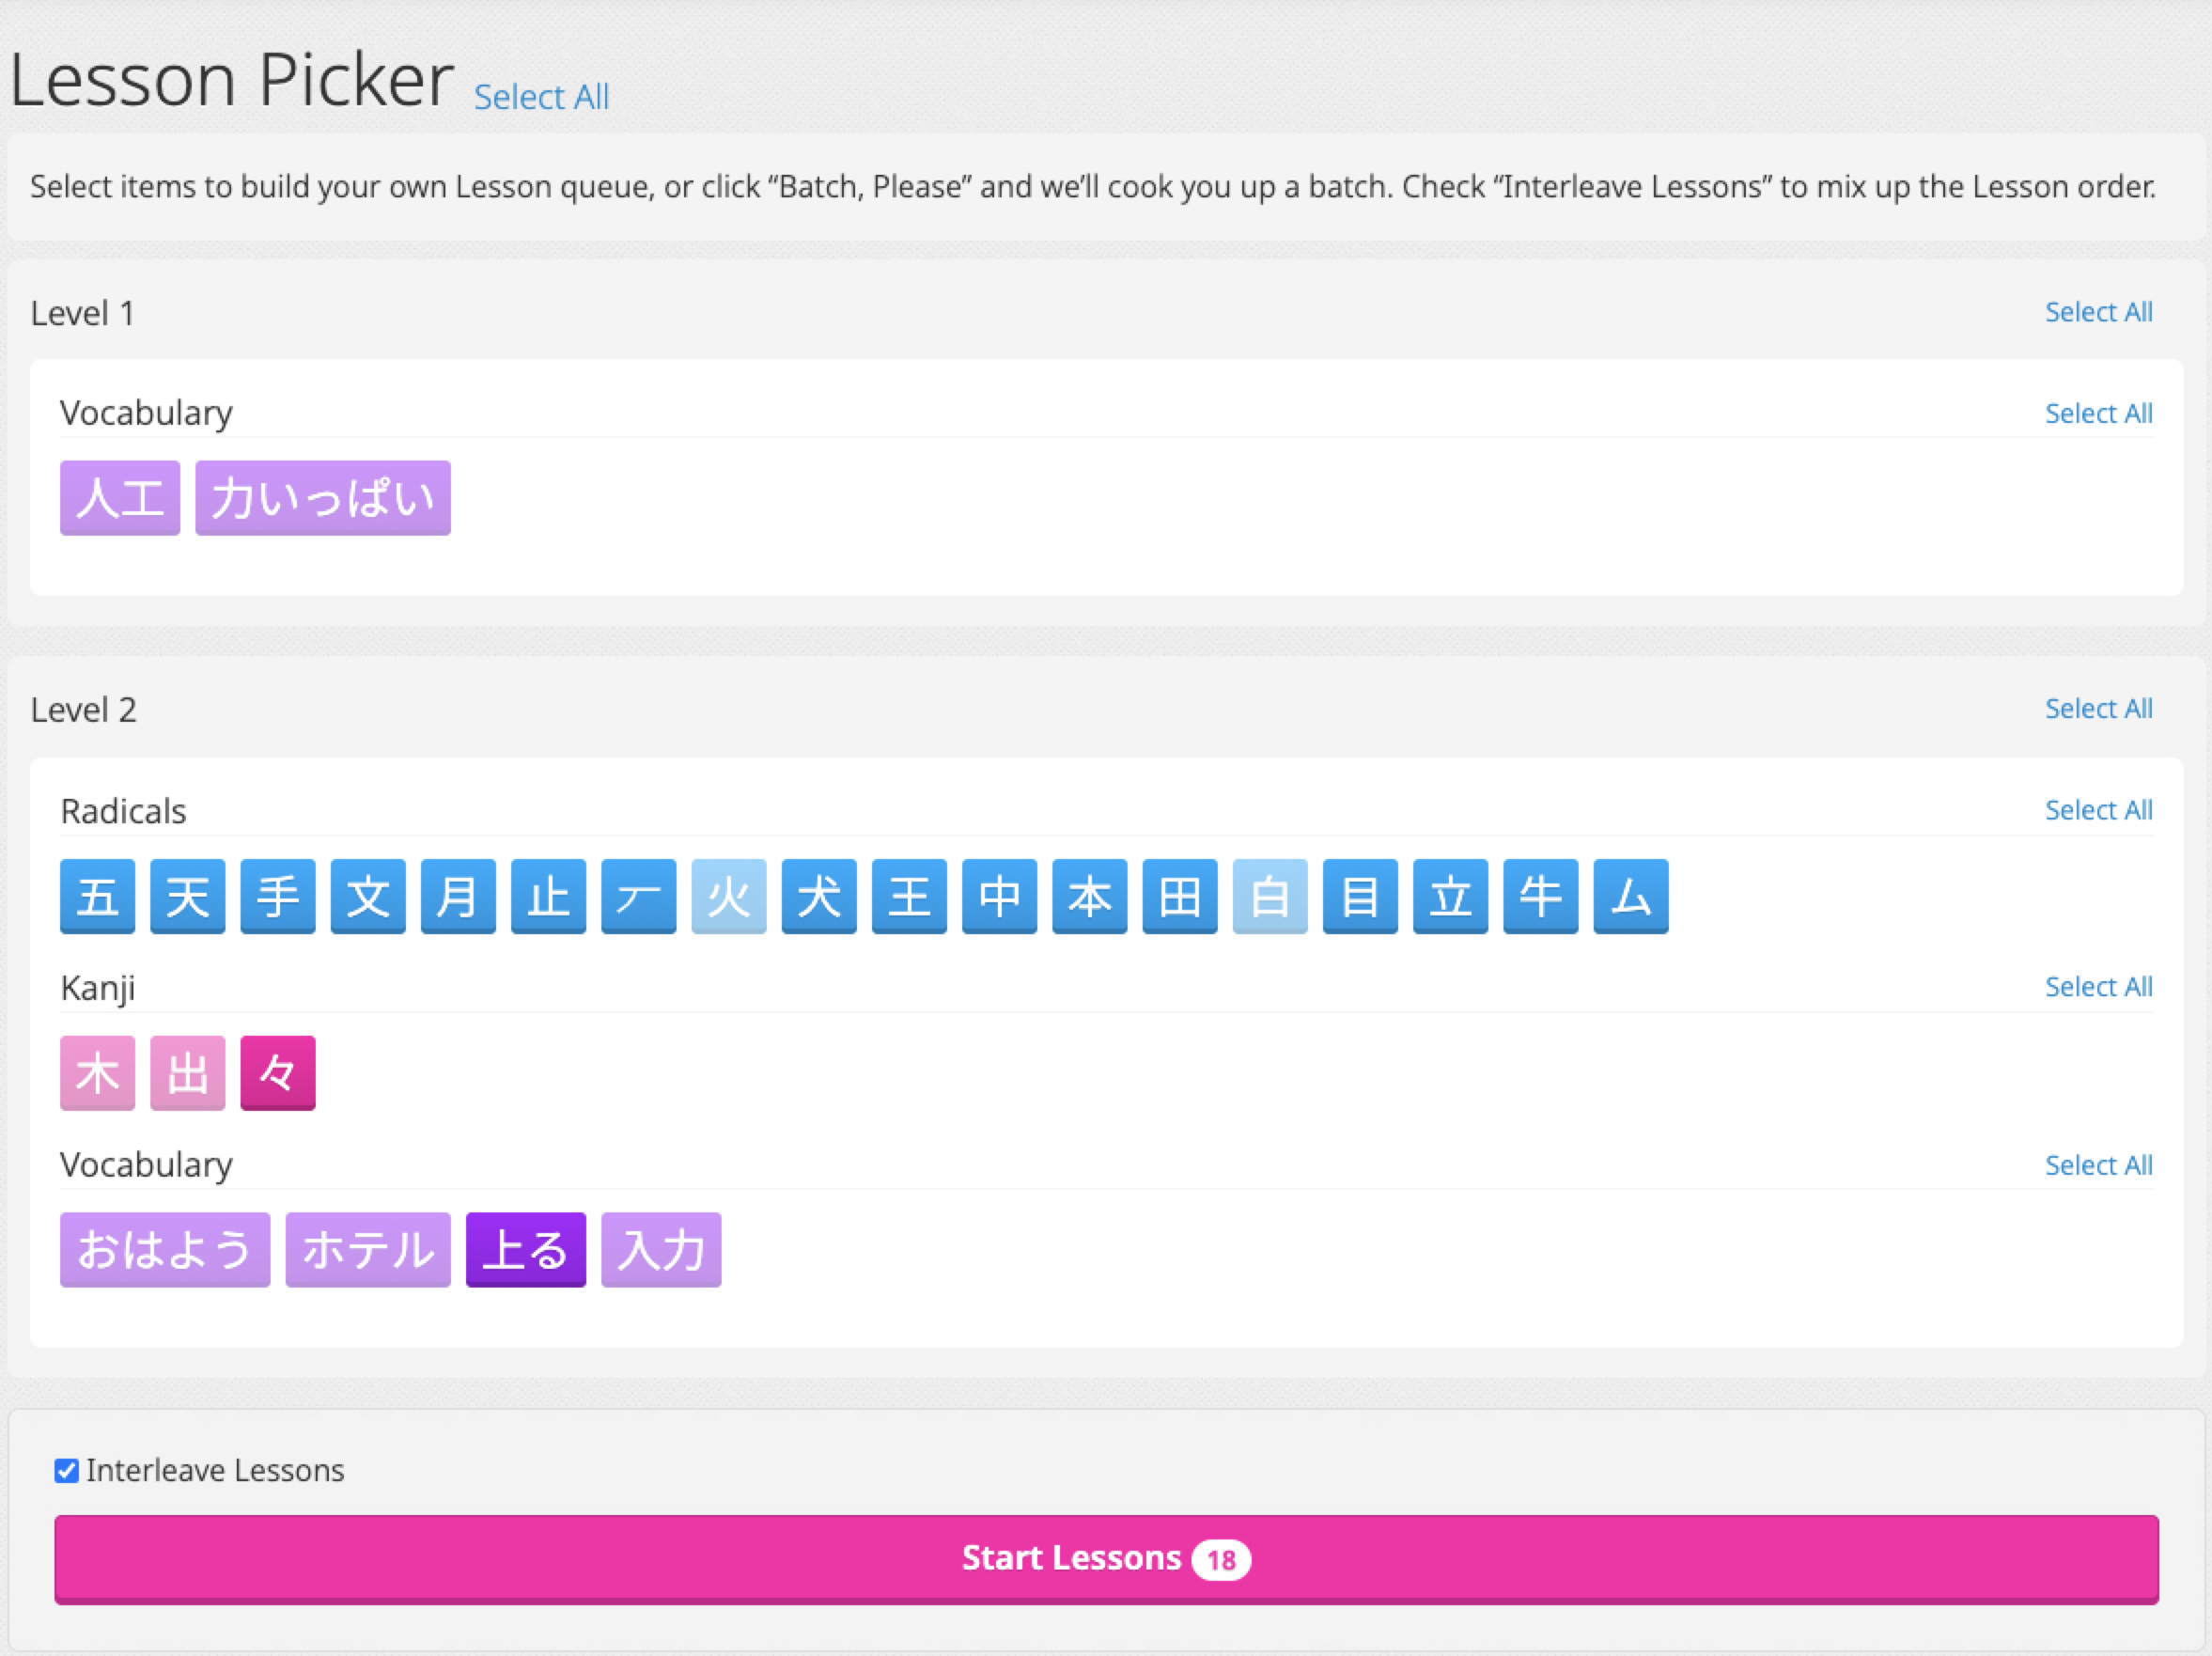 Lesson Picker Select All
Select items to build your own Lesson queue, or click “Batch, Please” and we’ll cook you up a batch. Check “Interleave Lessons” to mix up the Lesson order.
Level 1 Select All
Vocabulary Select All
人工 力いっぱい
Level 2 Select All
Radicals Select All
五 天 手 文 月 止 𠂇 火 犬 王 中 本 田 白 目 立 牛 ム
Kanji Select All
木 出 々
Vocabulary Select All
おはよう ホテル 上る 入力
Interleave Lessons
Start Lessons 18